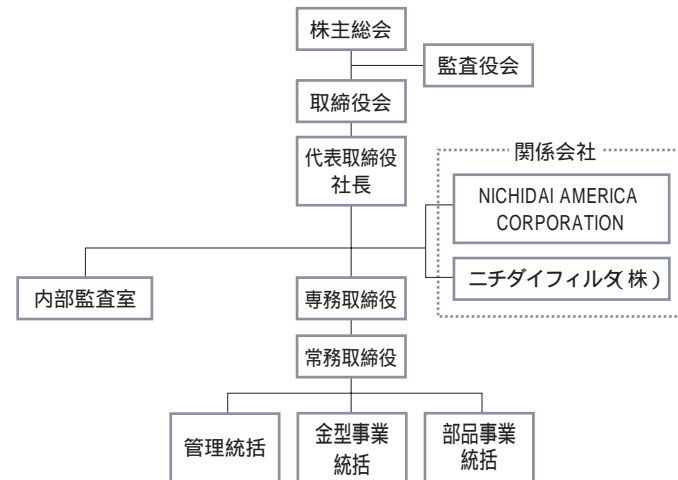 株主総会
監査役会
取締役会
代表取締役
社長
関係会社
NICHIDAI AMERICA
CORPORATION
ニチダイフィルタ(株)
内部監査室
専務取締役
常務取締役
管理統括
金型事業
統括
部品事業
統括